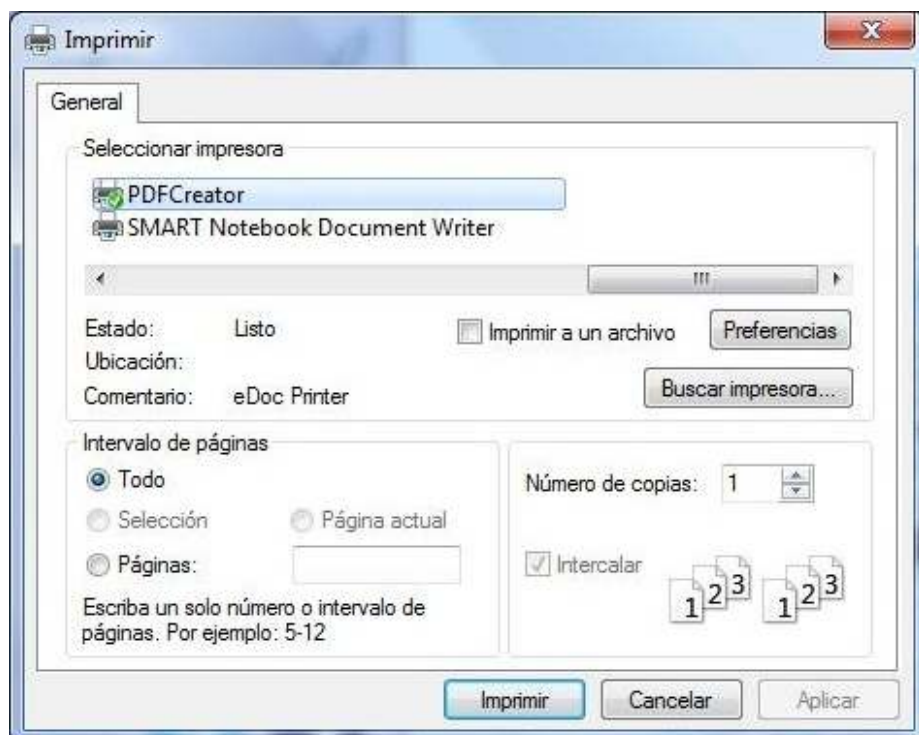 Imprimir
General
Seleccionar impresora
PDFCreator
SMART Notebook Document Writer
Estado: Listo
Imprimir a un archivo
Preferencias
Ubicación:
Comentario: eDoc Printer
Buscar impresora...
Intervalo de páginas
Todo
Selección
Página actual
Páginas:
Escriba un solo número o intervalo de
páginas. Por ejemplo: 5-12
Número de copias: 1
Intercalar
1 2 3 1 2 3
Imprimir
Cancelar
Aplicar